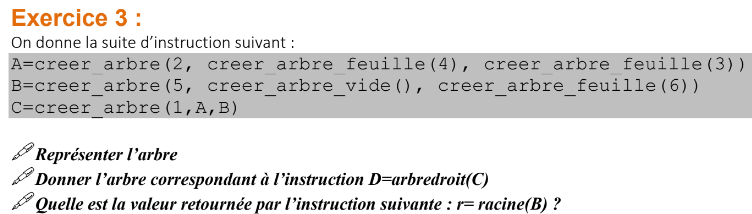 Exercice 3 :
On donne la suite d’instruction suivant :
A=creer_arbre(2, creer_arbre_feuille(4), creer_arbre_feuille(3))
B=creer_arbre(5, creer_arbre_vide(), creer_arbre_feuille(6))
C=creer_arbre(1,A,B)
Représenter l’arbre
Donner l’arbre correspondant à l’instruction D=arbredroit(C)
Quelle est la valeur retournée par l’instruction suivante : r= racine(B) ?